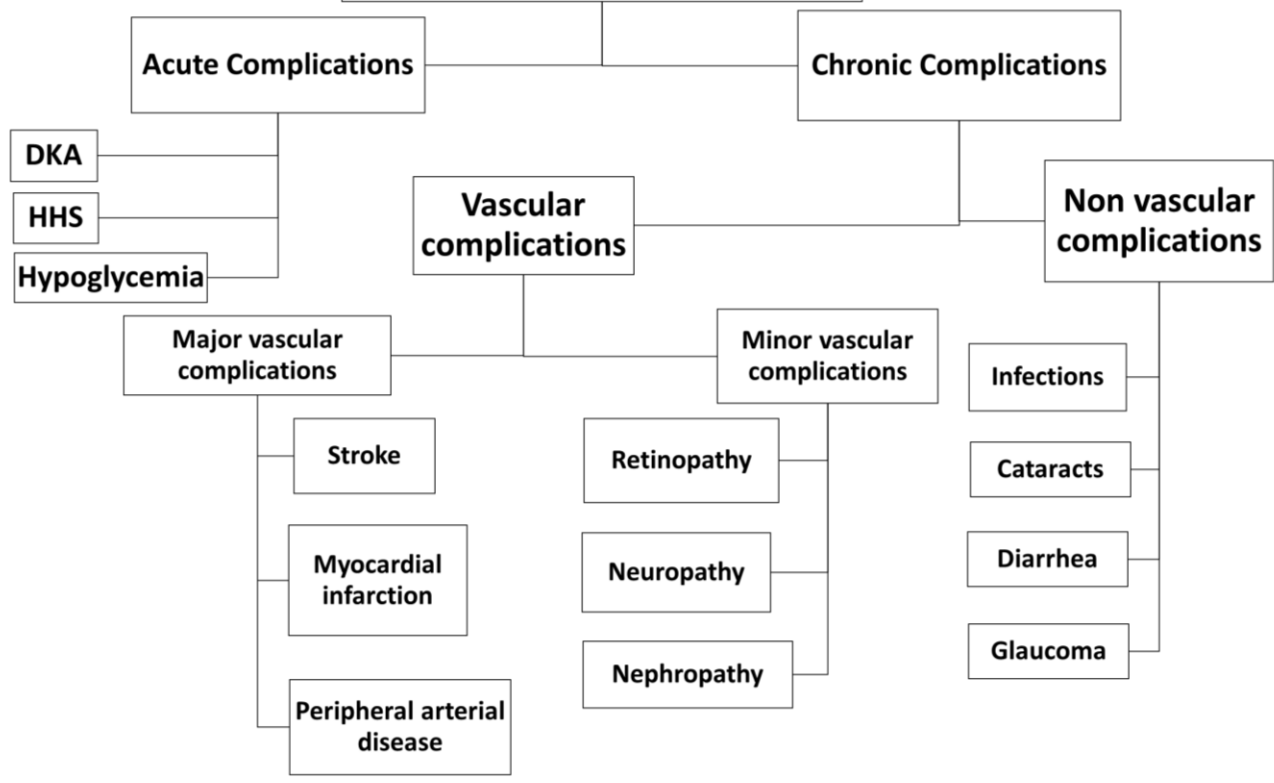 Acute Complications
Chronic Complications
DKA
HHS
Hypoglycemia
Vascular
complications
Non vascular
complications
Major vascular
complications
Minor vascular
complications
Stroke
Myocardial
infarction
Peripheral arterial
disease
Retinopathy
Neuropathy
Nephropathy
Infections
Cataracts
Diarrhea
Glaucoma